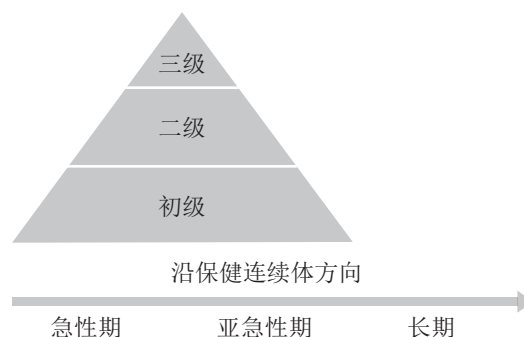 三级
二级
初级
沿保健连续体方向
急性期 亚急性期 长期